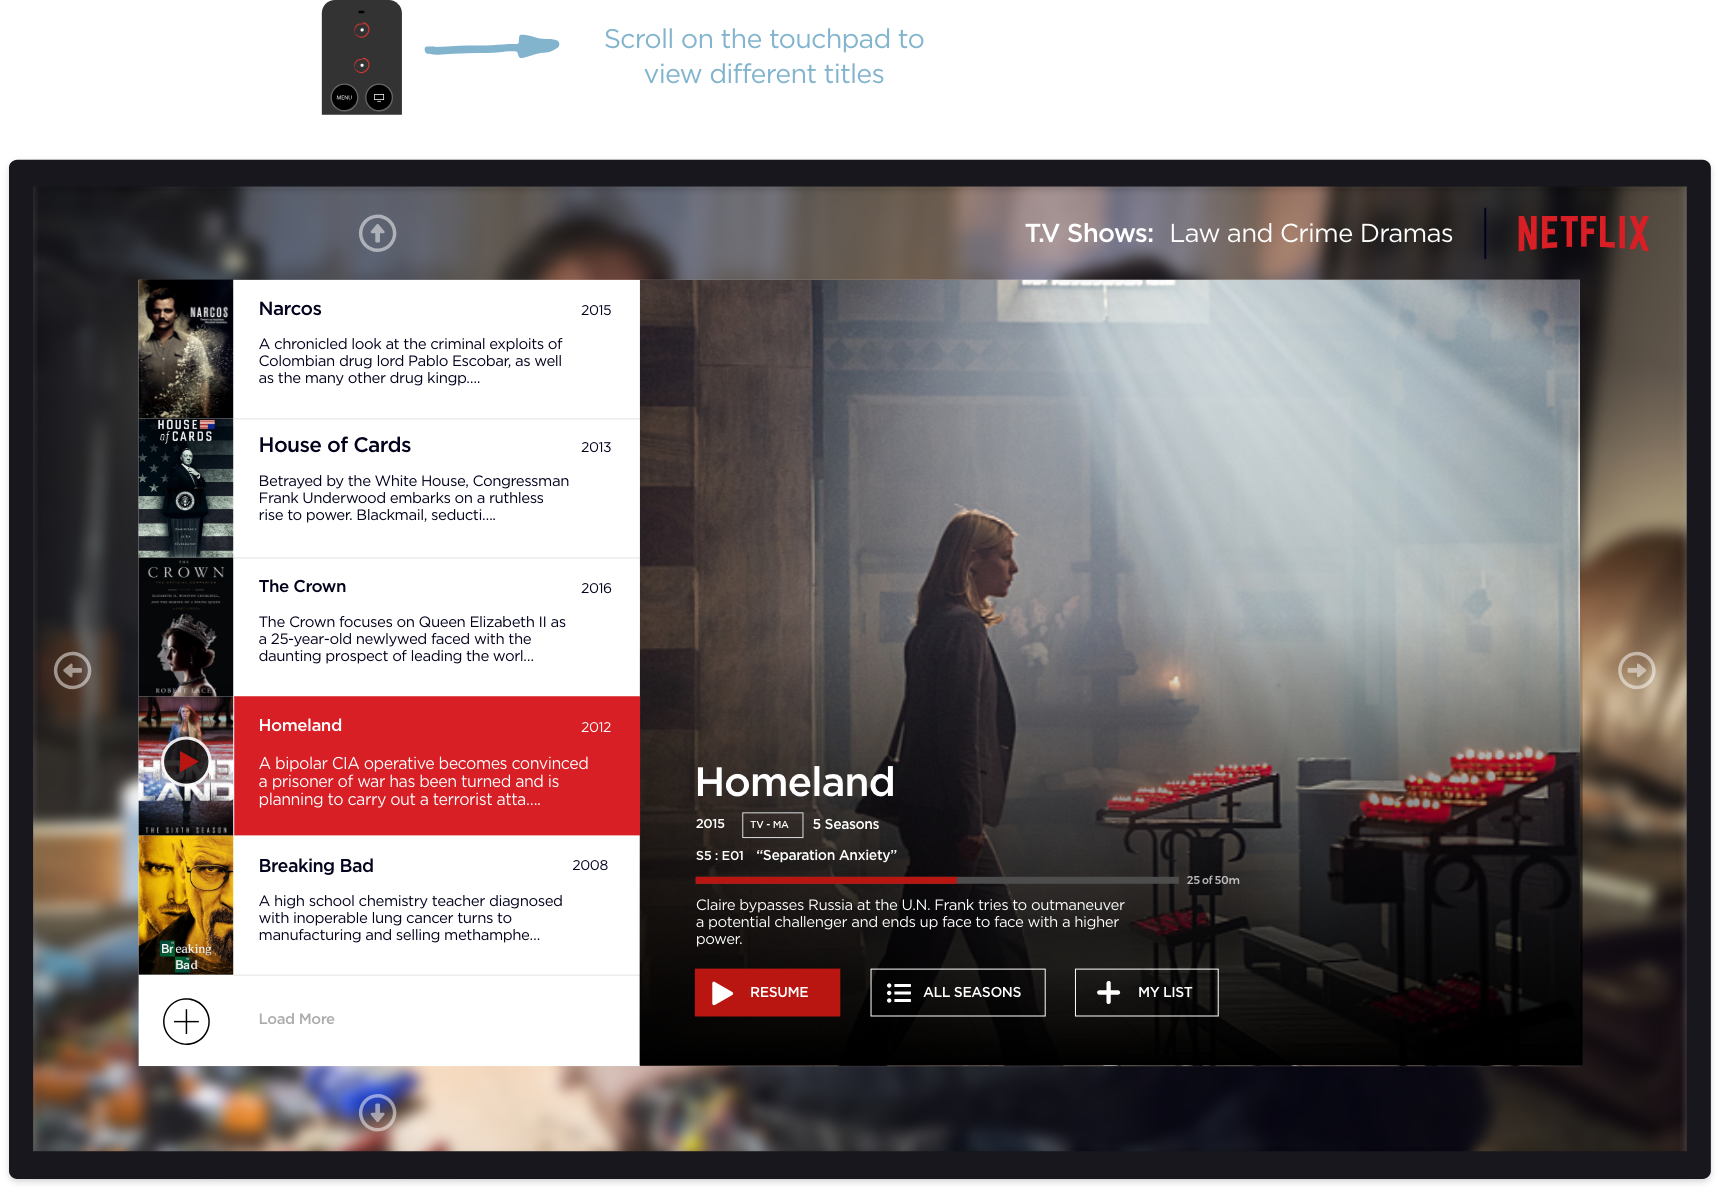 Scroll on the touchpad to
view different titles
MENU
T.V Shows: Law and Crime Dramas
NETFLIX
NARCOS
Narcos
2015
A chronicled look at the criminal exploits of
Colombian drug lord Pablo Escobar, as well
as the many other drug kingp....
HOUSE
of CARDS
House of Cards
2013
Betrayed by the White House, Congressman
Frank Underwood embarks on a ruthless
rise to power. Blackmail, seducti....
THE
CROWN
ROBERT LACEY
The Crown
2016
The Crown focuses on Queen Elizabeth II as
a 25-year-old newlywed faced with the
daunting prospect of leading the worl...
LAND
THE SIXTH SEASON
Homeland
2012
A bipolar CIA operative becomes convinced
a prisoner of war has been turned and is
planning to carry out a terrorist atta....
Breaking
Bad
Breaking Bad
2008
A high school chemistry teacher diagnosed
with inoperable lung cancer turns to
manufacturing and selling methamphe...
Load More
Homeland
2015 TV - MA 5 Seasons
S5 : E01 “Separation Anxiety”
25 of 50m
Claire bypasses Russia at the U.N. Frank tries to outmaneuver
a potential challenger and ends up face to face with a higher
power.
RESUME
ALL SEASONS
MY LIST